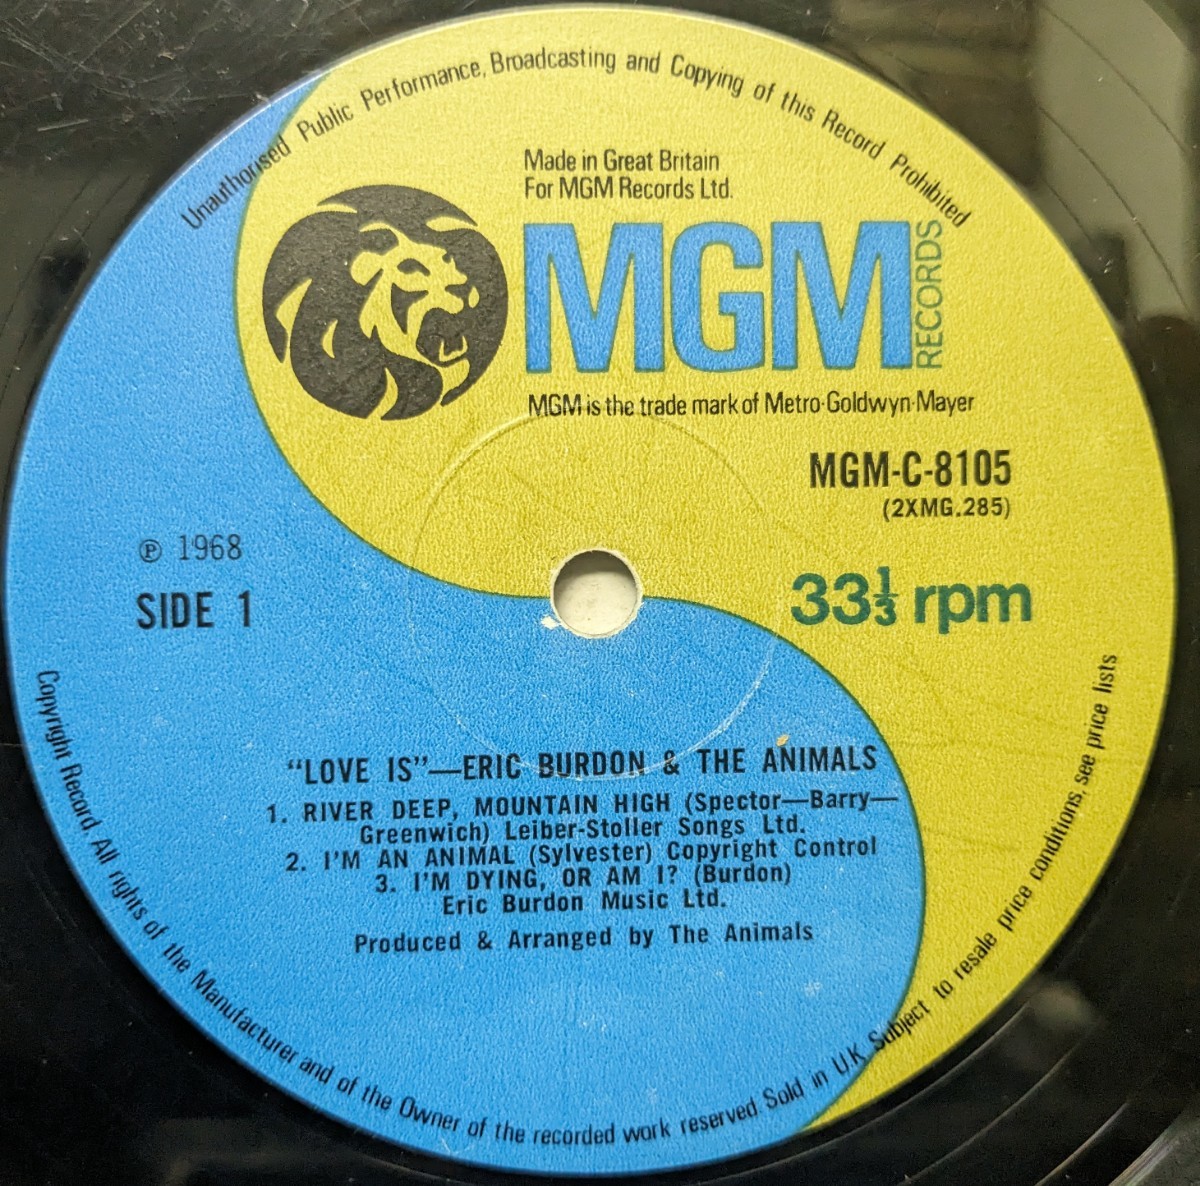 Unauthorised Public Performance, Broadcasting and Copying of this Record Prohibited
Made in Great Britain
For MGM Records Ltd.
MGM RECORDS
MGM is the trade mark of Metro-Goldwyn-Mayer
MGM-C-8105
(2XMG.285)
℗ 1968
SIDE 1
33⅓ rpm
"LOVE IS"—ERIC BURDON & THE ANIMALS
1. RIVER DEEP, MOUNTAIN HIGH (Spector—Barry—
Greenwich) Leiber-Stoller Songs Ltd.
2. I'M AN ANIMAL (Sylvester) Copyright Control
3. I'M DYING, OR AM I? (Burdon)
Eric Burdon Music Ltd.
Produced & Arranged by The Animals
Copyright Record. All rights of the Manufacturer and of the Owner of the recorded work reserved. Sold in U.K. Subject to resale price conditions, see price lists